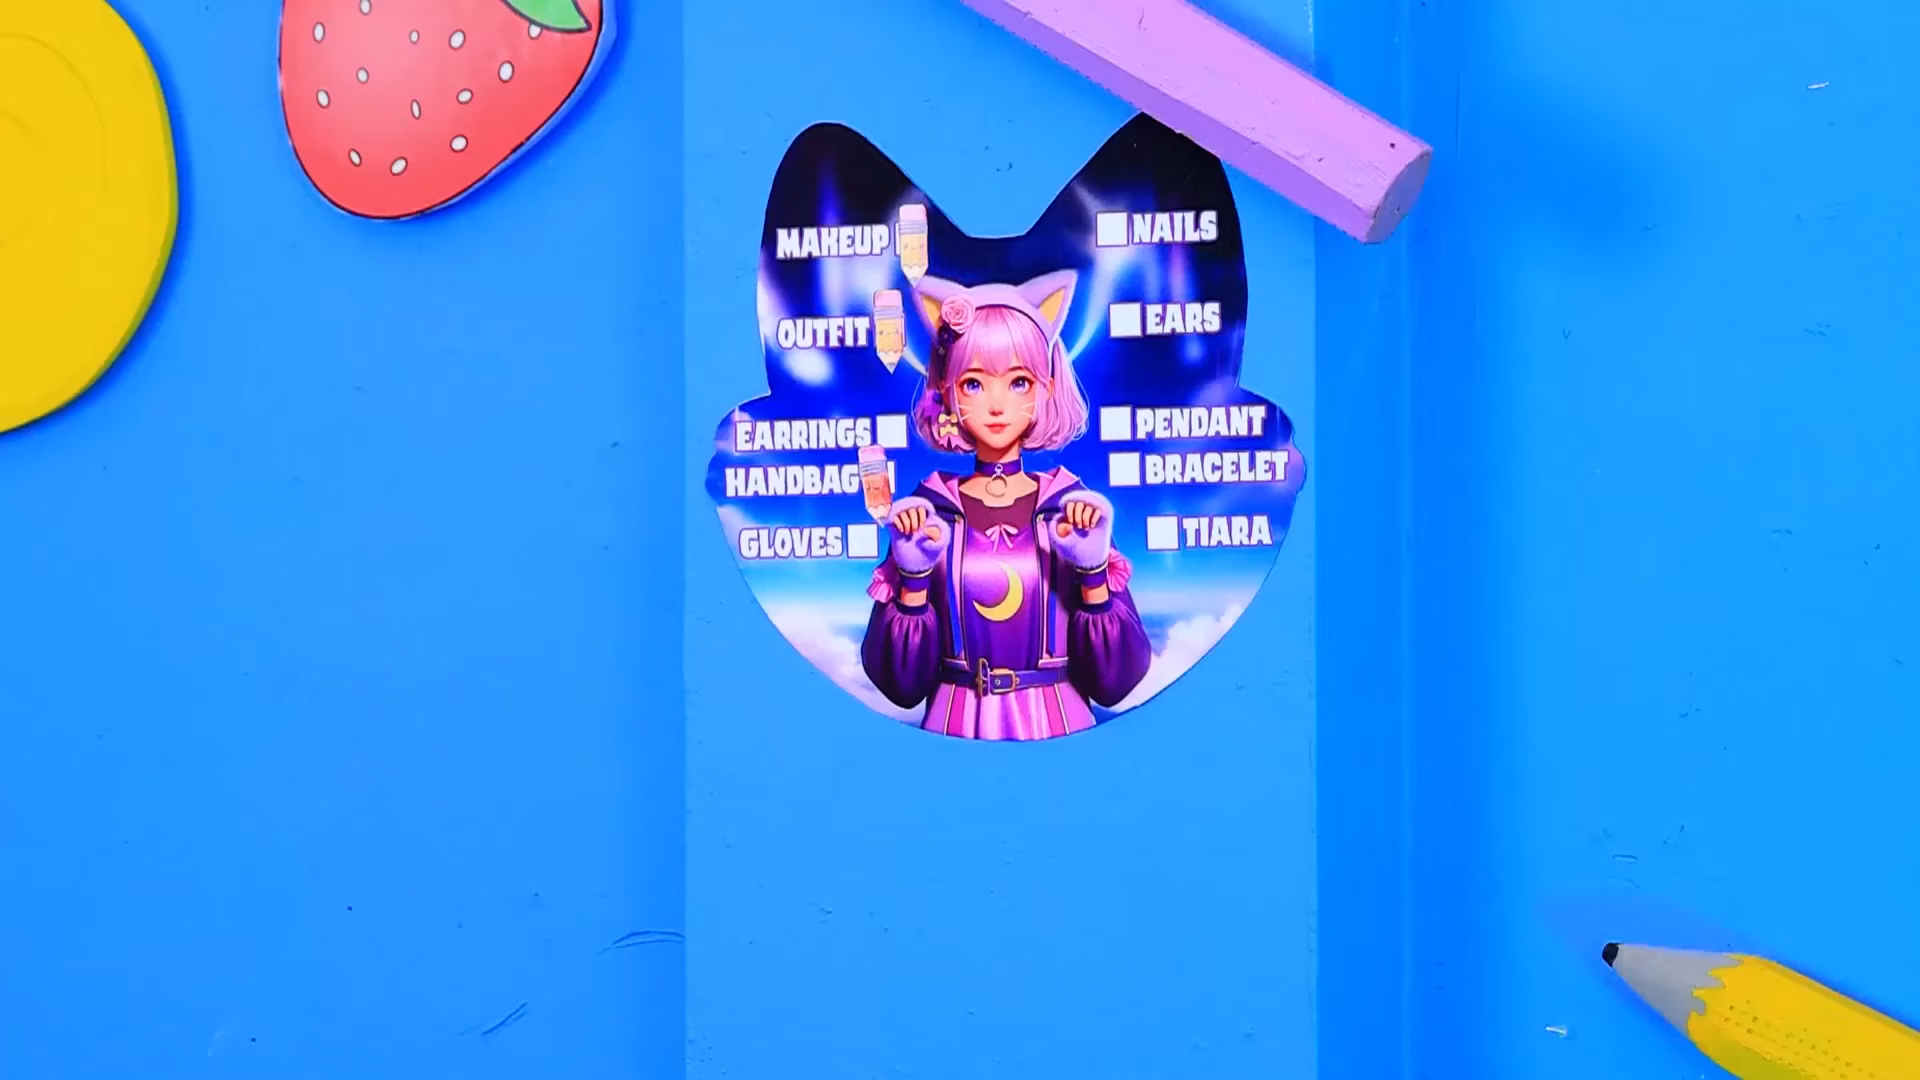 MAKEUP
OUTFIT
EARRINGS
HANDBAG
GLOVES
NAILS
EARS
PENDANT
BRACELET
TIARA